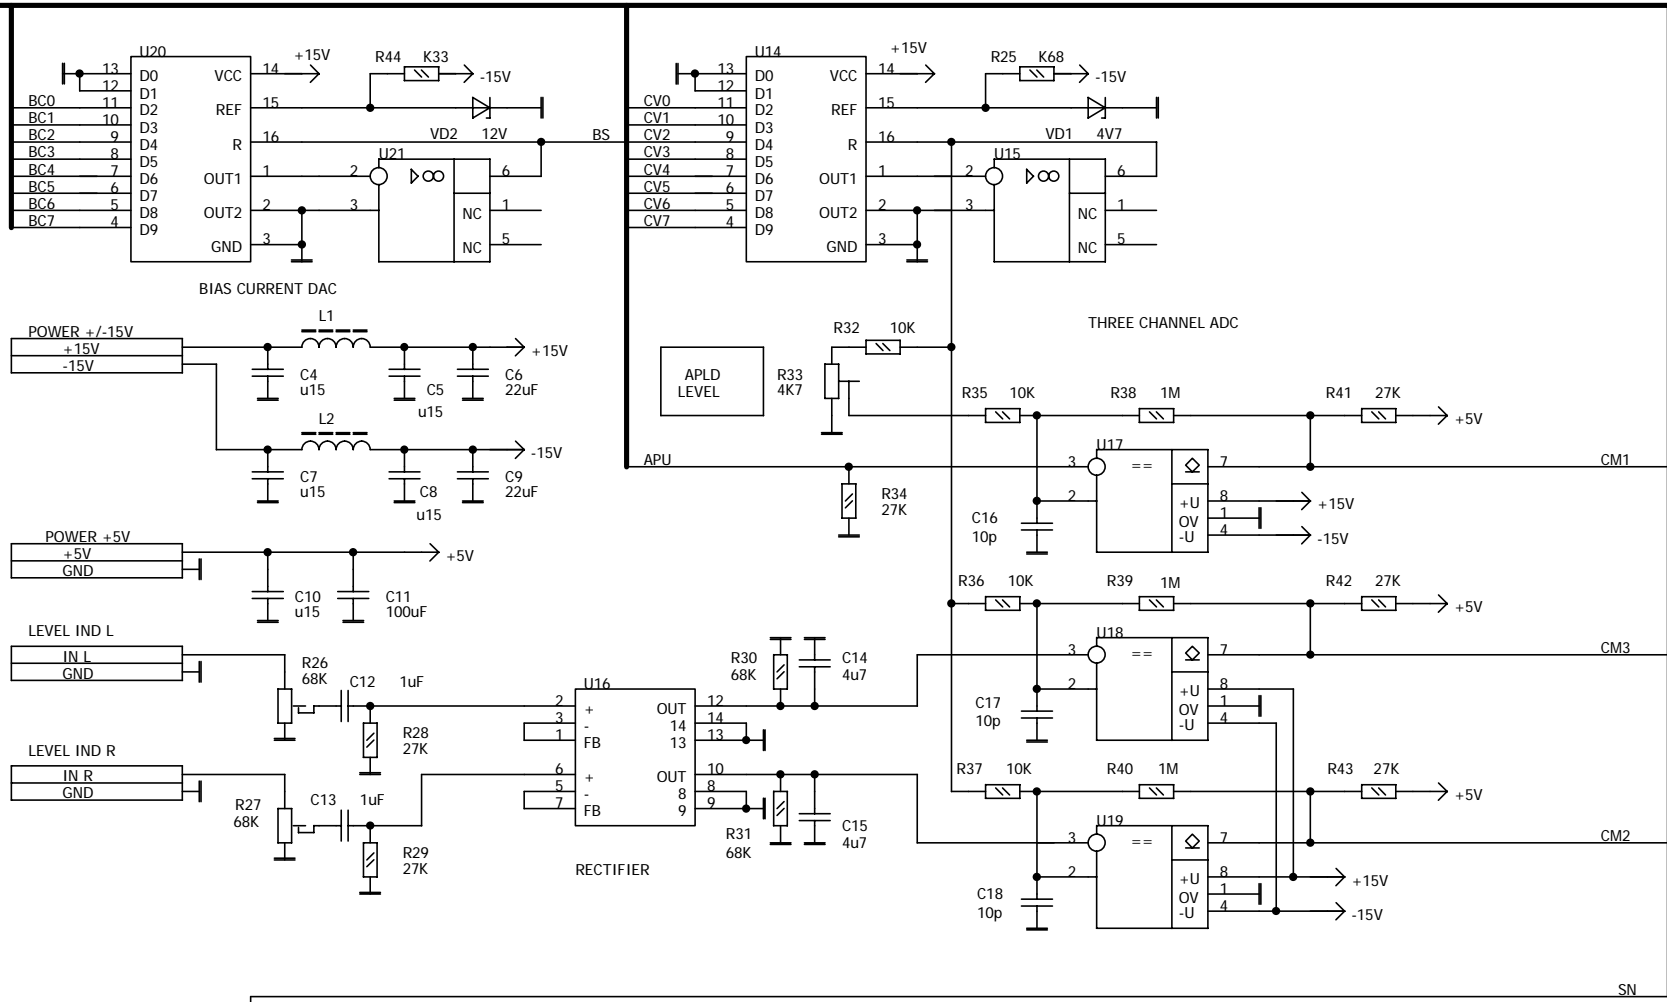 U20
+15V
R44 K33
-15V
13 D0 VCC 14
12 D1
BC0 11 D2 REF 15
BC1 10 D3
BC2 9 D4 R 16
BC3 8 D5
BC4 7 D6 OUT1 1
BC5 6 D7
BC6 5 D8 OUT2 2
BC7 4 D9
GND 3
VD2 12V
BS
U21
2 6
3 NC 1
NC 5
BIAS CURRENT DAC
U14
+15V
R25 K68
-15V
13 D0 VCC 14
12 D1
CV0 11 D2 REF 15
CV1 10 D3
CV2 9 D4 R 16
CV3 8 D5
CV4 7 D6 OUT1 1
CV5 6 D7
CV6 5 D8 OUT2 2
CV7 4 D9
GND 3
VD1 4V7
U15
2 6
3 NC 1
NC 5
THREE CHANNEL ADC
POWER +/-15V
+15V
-15V
L1
+15V
C4
u15
C5
u15
C6
22uF
L2
-15V
C7
u15
C8
u15
C9
22uF
POWER +5V
+5V
GND
+5V
C10
u15
C11
100uF
APLD
LEVEL
R32 10K
R33
4K7
R35 10K
R38 1M
R41 27K
+5V
APU
R34
27K
U17
3 == 7
CM1
2
+U 8
+15V
OV 1
-U 4
-15V
C16
10p
R36 10K
R39 1M
R42 27K
+5V
U18
3 == 7
CM3
2
+U 8
OV 1
-U 4
C17
10p
R37 10K
R40 1M
R43 27K
+5V
U19
3 == 7
CM2
2
+U 8
+15V
OV 1
-U 4
-15V
C18
10p
LEVEL IND L
IN L
GND
R26
68K
C12 1uF
R28
27K
LEVEL IND R
IN R
GND
R27
68K
C13 1uF
R29
27K
U16
2 + OUT 12
3 - 14 14
1 FB 13 13
6 + OUT 10
5 - 8 8
7 FB 9 9
RECTIFIER
R30
68K
C14
4u7
R31
68K
C15
4u7
SN